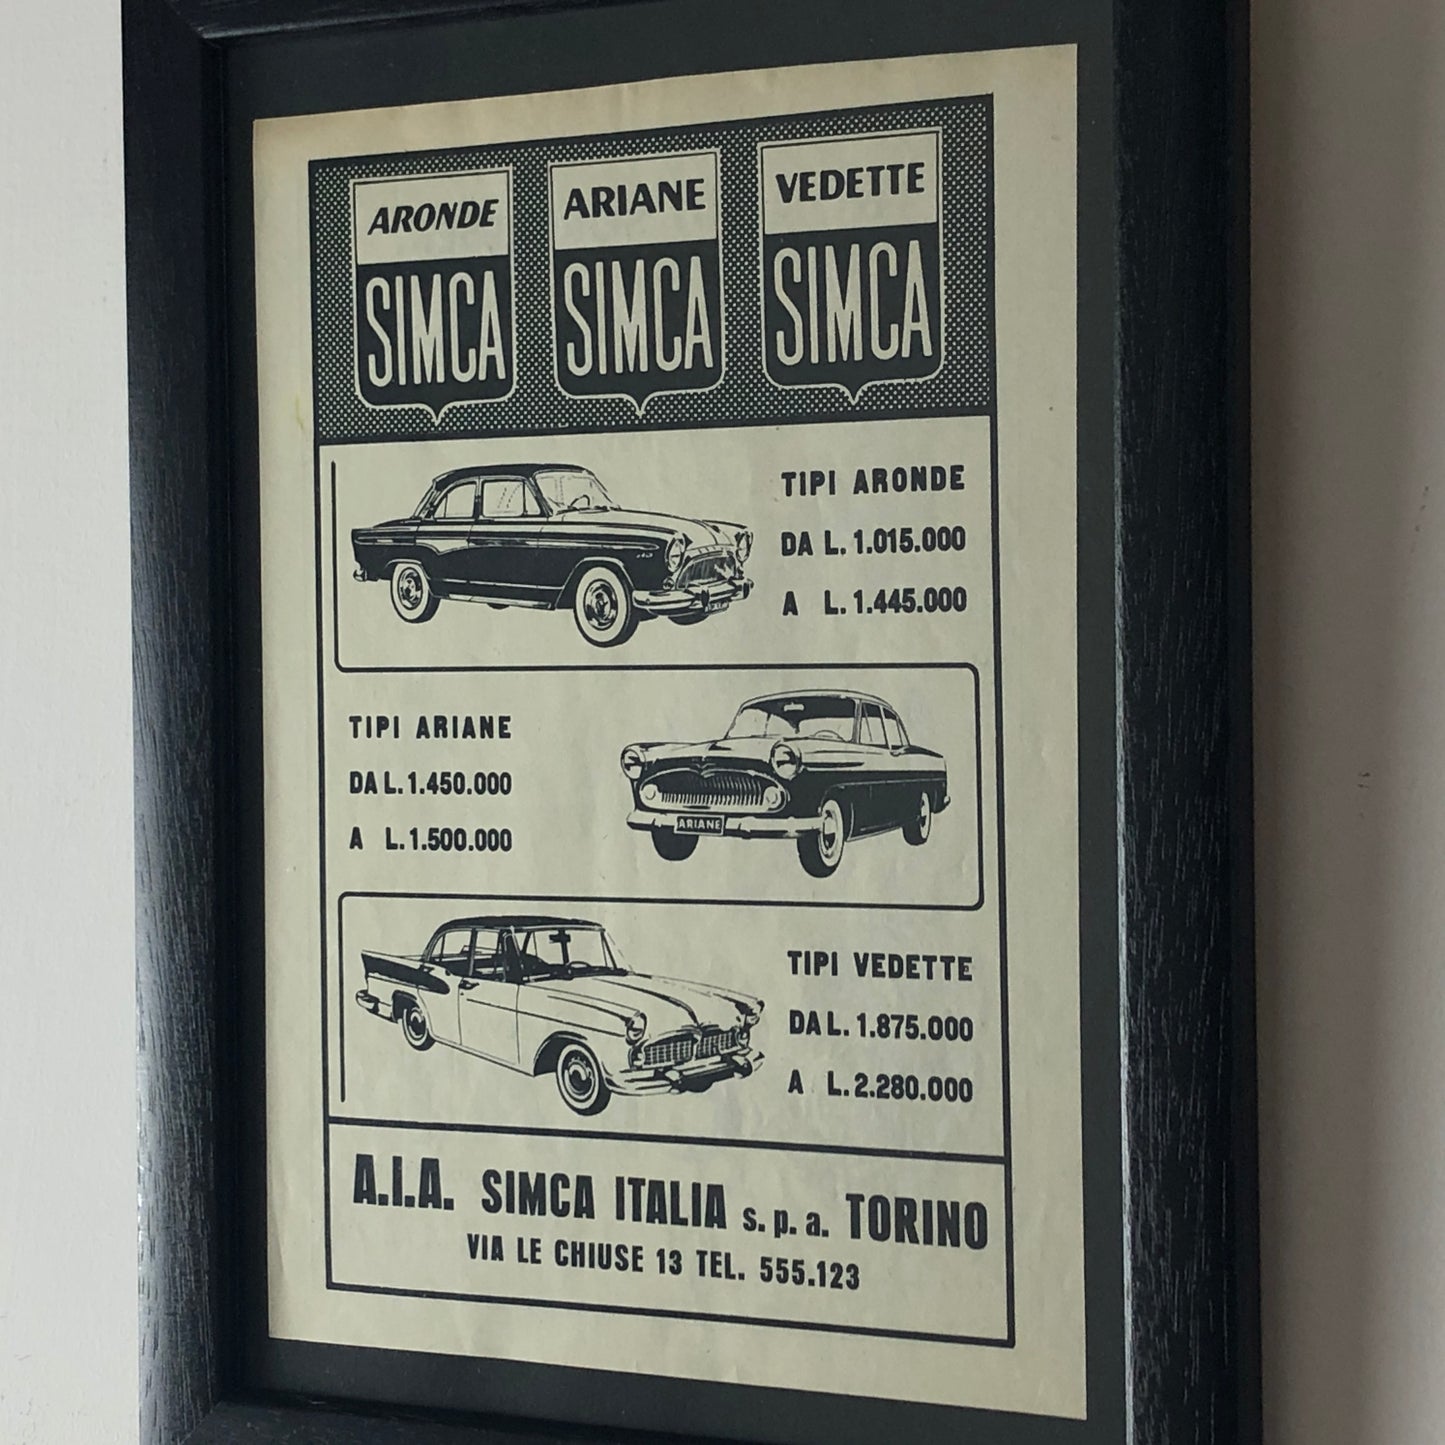 ARONDE
SIMCA
ARIANE
SIMCA
VEDETTE
SIMCA
TIPI ARONDE
DA L. 1.015.000
A L. 1.445.000
TIPI ARIANE
DA L. 1.450.000
A L. 1.500.000
ARIANE
TIPI VEDETTE
DA L. 1.875.000
A L. 2.280.000
A.I.A. SIMCA ITALIA s.p.a. TORINO
VIA LE CHIUSE 13 TEL. 555.123